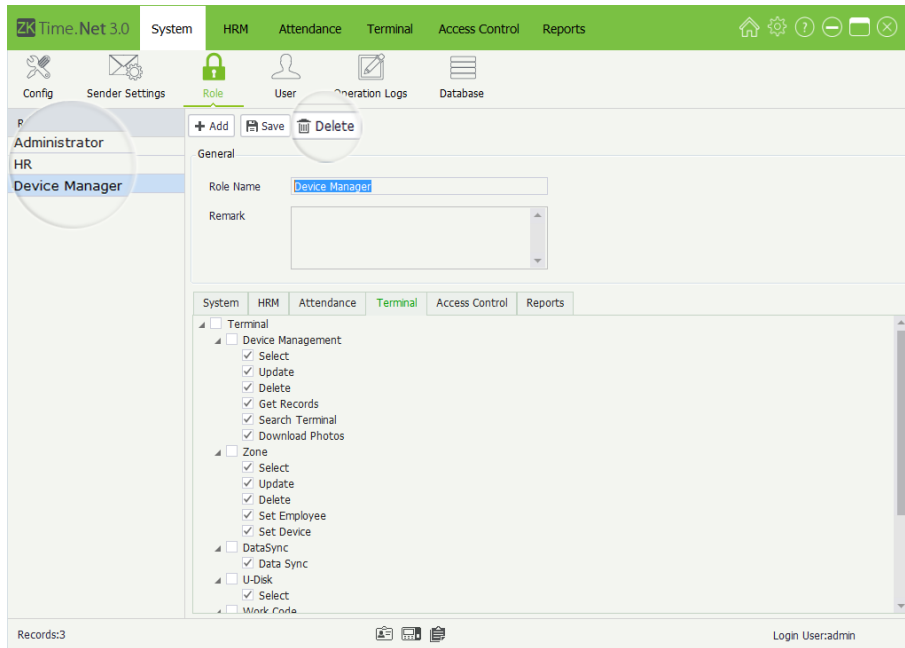 ZK Time.Net 3.0 System HRM Attendance Terminal Access Control Reports
Config Sender Settings Role User Operation Logs Database
Administrator
HR
Device Manager
Add Save Delete
General
Role Name Device Manager
Remark
System HRM Attendance Terminal Access Control Reports
Terminal
Device Management
Select
Update
Delete
Get Records
Search Terminal
Download Photos
Zone
Select
Update
Delete
Set Employee
Set Device
DataSync
Data Sync
U-Disk
Select
Work Code
Records:3 Login User:admin